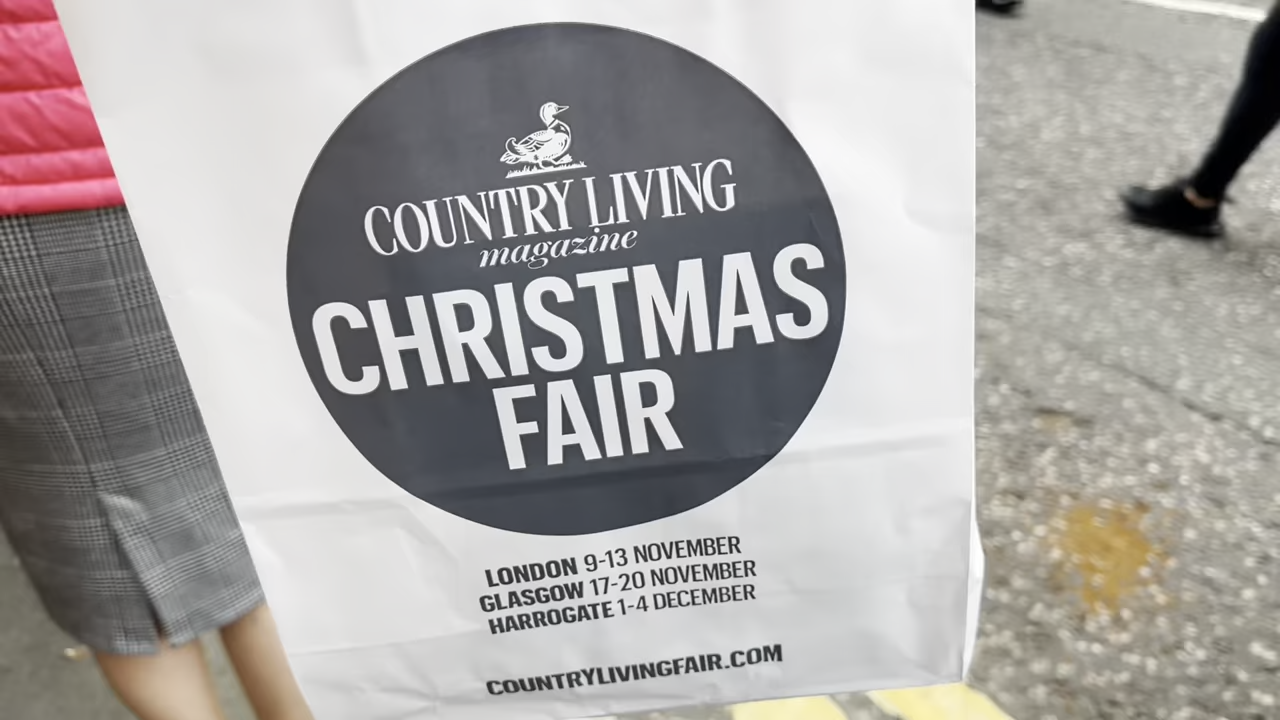 COUNTRY LIVING
magazine
CHRISTMAS
FAIR
LONDON 9-13 NOVEMBER
GLASGOW 17-20 NOVEMBER
HARROGATE 1-4 DECEMBER
COUNTRYLIVINGFAIR.COM